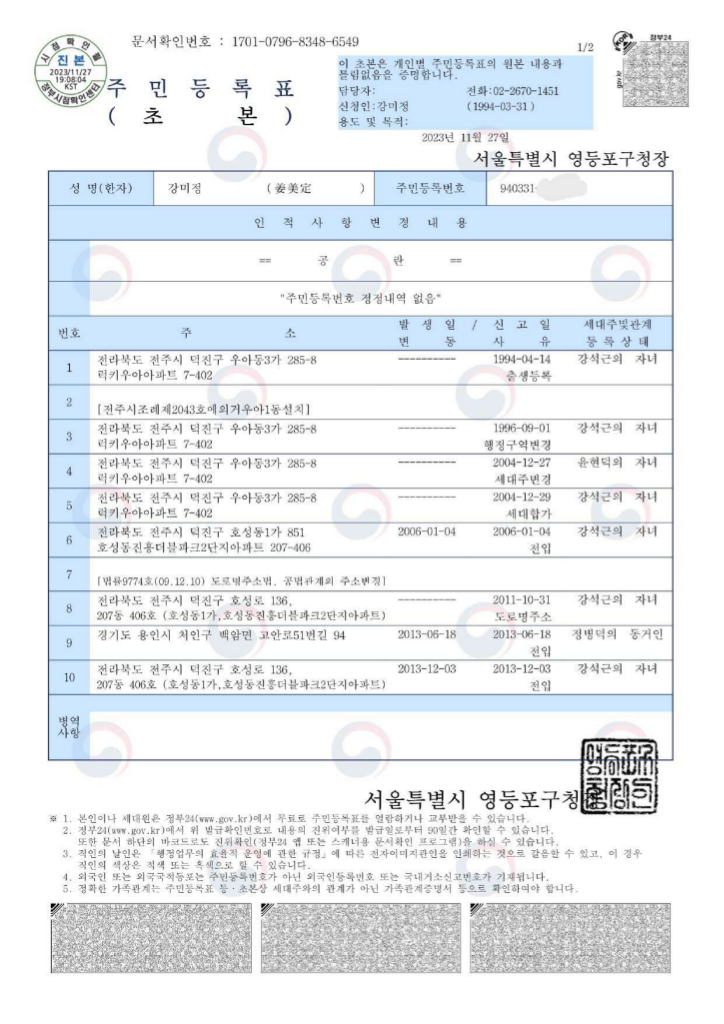 문서확인번호 : 1701-0796-8348-6549
1/2
시점확인필
진본
2023/11/27
19:08:04
KST
정부시점확인센터
정부24
gov.kr
주 민 등 록 표
( 초 본 )
이 초본은 개인별 주민등록표의 원본 내용과
틀림없음을 증명합니다.
담당자: 전화:02-2670-1451
신청인:강미정 (1994-03-31)
용도 및 목적:
2023년 11월 27일
서울특별시 영등포구청장
성 명(한자) 강미정 (姜美定 ) 주민등록번호 940331-
인 적 사 항 변 경 내 용
== 공 란 ==
"주민등록번호 정정내역 없음"
번호 주 소 발 생 일 / 신 고 일 세대주및관계
변 동 사 유 등 록 상 태
1 전라북도 전주시 덕진구 우아동3가 285-8 ---------- 1994-04-14 강석근의 자녀
럭키우아아파트 7-402 출생등록
2 [전주시조례제2043호에의거우아1동설치]
3 전라북도 전주시 덕진구 우아동3가 285-8 ---------- 1996-09-01 강석근의 자녀
럭키우아아파트 7-402 행정구역변경
4 전라북도 전주시 덕진구 우아동3가 285-8 ---------- 2004-12-27 윤현덕의 자녀
럭키우아아파트 7-402 세대주변경
5 전라북도 전주시 덕진구 우아동3가 285-8 ---------- 2004-12-29 강석근의 자녀
럭키우아아파트 7-402 세대합가
6 전라북도 전주시 덕진구 호성동1가 851 2006-01-04 2006-01-04 강석근의 자녀
호성동진흥더블파크2단지아파트 207-406 전입
7 [법률9774호(09.12.10) 도로명주소법, 공법관계의 주소변경]
8 전라북도 전주시 덕진구 호성로 136, ---------- 2011-10-31 강석근의 자녀
207동 406호 (호성동1가,호성동진흥더블파크2단지아파트) 도로명주소
9 경기도 용인시 처인구 백암면 고안로51번길 94 2013-06-18 2013-06-18 정병덕의 동거인
전입
10 전라북도 전주시 덕진구 호성로 136, 2013-12-03 2013-12-03 강석근의 자녀
207동 406호 (호성동1가,호성동진흥더블파크2단지아파트) 전입
병역
사항
서울특별시 영등포구청
※ 1. 본인이나 세대원은 정부24(www.gov.kr)에서 무료로 주민등록표를 열람하거나 교부받을 수 있습니다.
2. 정부24(www.gov.kr)에서 위 발급확인번호로 내용의 진위여부를 발급일로부터 90일간 확인할 수 있습니다.
또한 문서 하단의 바코드로도 진위확인(정부24 앱 또는 스캐너용 문서확인 프로그램)을 하실 수 있습니다.
3. 직인의 날인은 「행정업무의 효율적 운영에 관한 규정」에 따른 전자이미지관인을 인쇄하는 것으로 갈음할 수 있고, 이 경우
직인의 색상은 적색 또는 흑색으로 할 수 있습니다.
4. 외국인 또는 외국국적동포는 주민등록번호가 아닌 외국인등록번호 또는 국내거소신고번호가 기재됩니다.
5. 정확한 가족관계는 주민등록표 등·초본상 세대주와의 관계가 아닌 가족관계증명서 등으로 확인하여야 합니다.